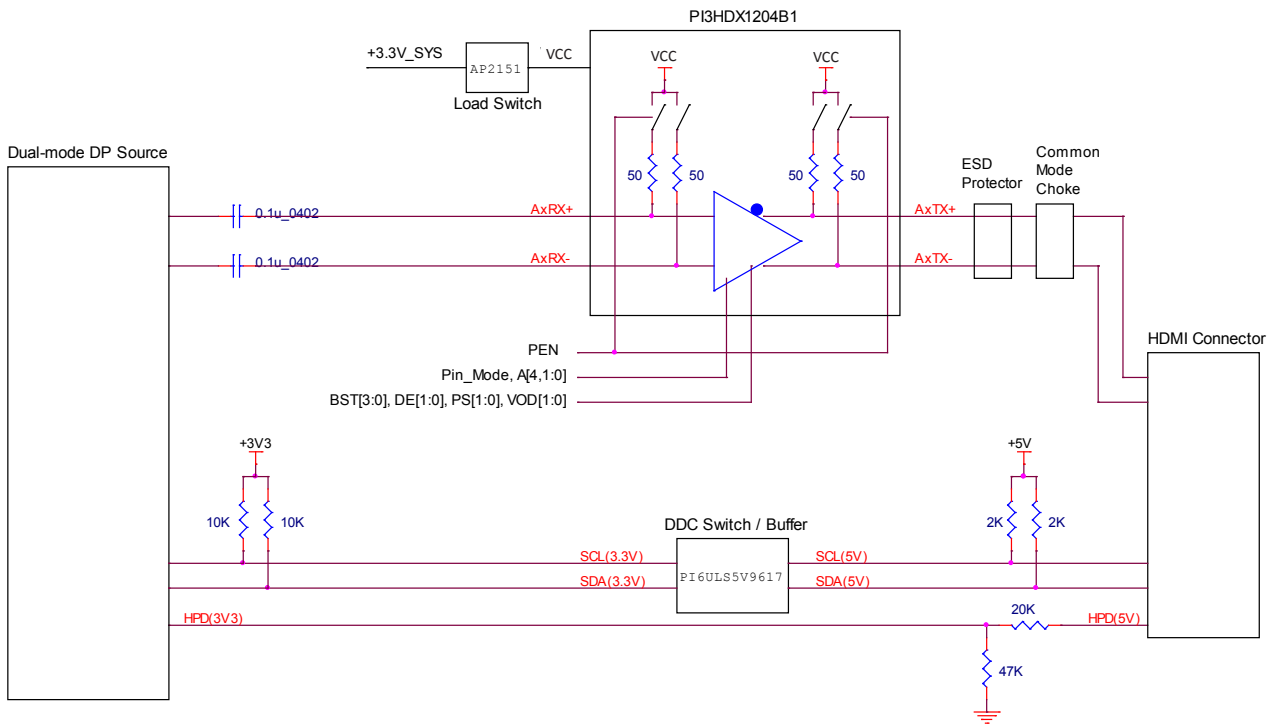 PI3HDX1204B1
+3.3V_SYS
AP2151
VCC
Load Switch
VCC
VCC
Dual-mode DP Source
50
50
50
50
ESD
Protector
Common
Mode
Choke
0.1u_0402
AxRX+
AxTX+
0.1u_0402
AxRX-
AxTX-
PEN
Pin_Mode, A[4,1:0]
BST[3:0], DE[1:0], PS[1:0], VOD[1:0]
HDMI Connector
+3V3
+5V
10K
10K
DDC Switch / Buffer
2K
2K
SCL(3.3V)
SCL(5V)
PI6ULS5V9617
SDA(3.3V)
SDA(5V)
HPD(3V3)
20K
HPD(5V)
47K